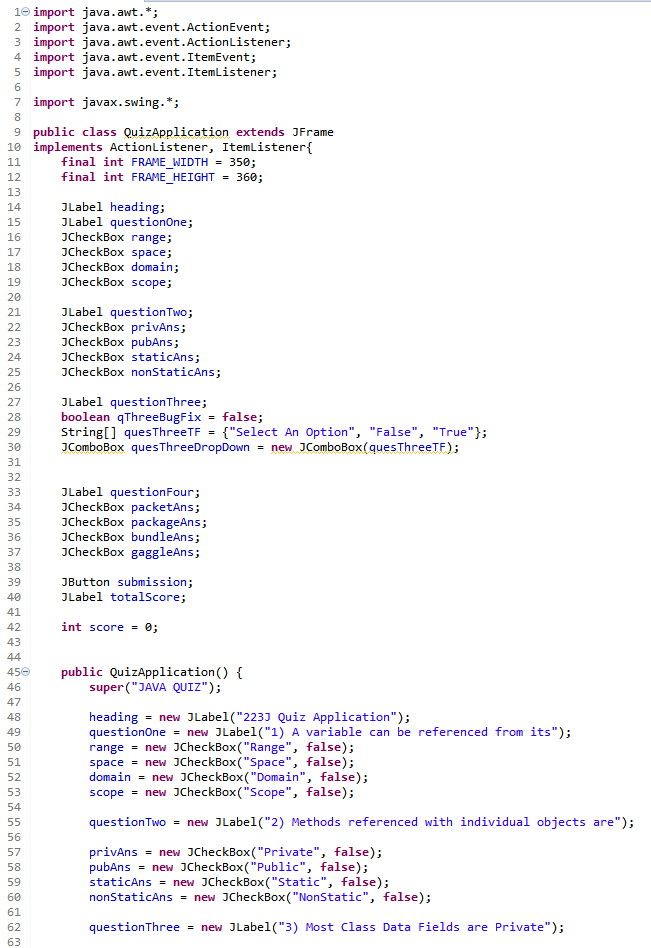 1 import java.awt.*;
2 import java.awt.event.ActionEvent;
3 import java.awt.event.ActionListener;
4 import java.awt.event.ItemEvent;
5 import java.awt.event.ItemListener;
6
7 import javax.swing.*;
8
9 public class QuizApplication extends JFrame
10 implements ActionListener, ItemListener{
11     final int FRAME_WIDTH = 350;
12     final int FRAME_HEIGHT = 360;
13
14     JLabel heading;
15     JLabel questionOne;
16     JCheckBox range;
17     JCheckBox space;
18     JCheckBox domain;
19     JCheckBox scope;
20
21     JLabel questionTwo;
22     JCheckBox privAns;
23     JCheckBox pubAns;
24     JCheckBox staticAns;
25     JCheckBox nonStaticAns;
26
27     JLabel questionThree;
28     boolean qThreeBugFix = false;
29     String[] quesThreeTF = {"Select An Option", "False", "True"};
30     JComboBox quesThreeDropDown = new JComboBox(quesThreeTF);
31
32
33     JLabel questionFour;
34     JCheckBox packetAns;
35     JCheckBox packageAns;
36     JCheckBox bundleAns;
37     JCheckBox gaggleAns;
38
39     JButton submission;
40     JLabel totalScore;
41
42     int score = 0;
43
44
45     public QuizApplication() {
46         super("JAVA QUIZ");
47
48         heading = new JLabel("223J Quiz Application");
49         questionOne = new JLabel("1) A variable can be referenced from its");
50         range = new JCheckBox("Range", false);
51         space = new JCheckBox("Space", false);
52         domain = new JCheckBox("Domain", false);
53         scope = new JCheckBox("Scope", false);
54
55         questionTwo = new JLabel("2) Methods referenced with individual objects are");
56
57         privAns = new JCheckBox("Private", false);
58         pubAns = new JCheckBox("Public", false);
59         staticAns = new JCheckBox("Static", false);
60         nonStaticAns = new JCheckBox("NonStatic", false);
61
62         questionThree = new JLabel("3) Most Class Data Fields are Private");
63